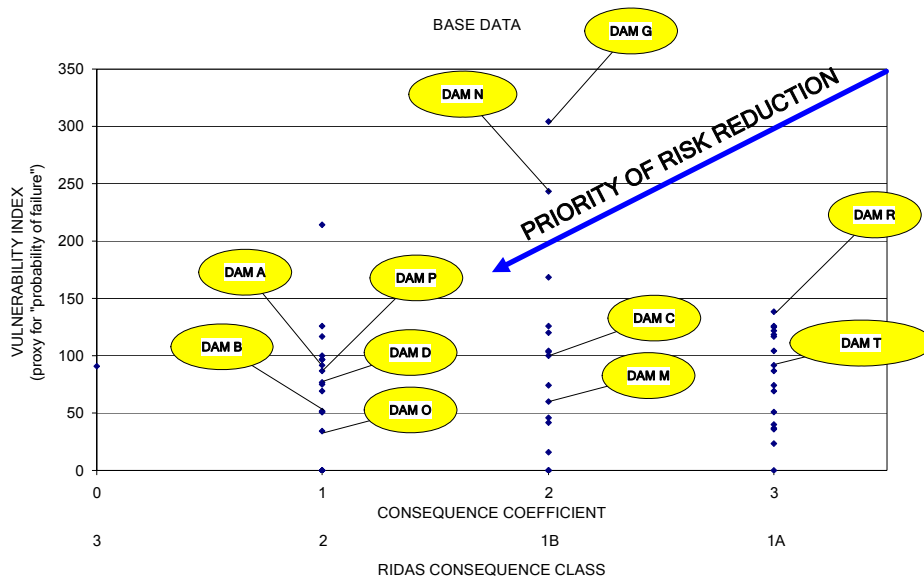 BASE DATA
DAM G
350
DAM N
300
PRIORITY OF RISK REDUCTION
250
DAM R
200
DAM A
DAM P
150
DAM C
DAM B
DAM D
DAM T
100
DAM M
DAM O
50
0
VULNERABILITY INDEX
(proxy for "probability of failure")
0 1 2 3
CONSEQUENCE COEFFICIENT
3 2 1B 1A
RIDAS CONSEQUENCE CLASS